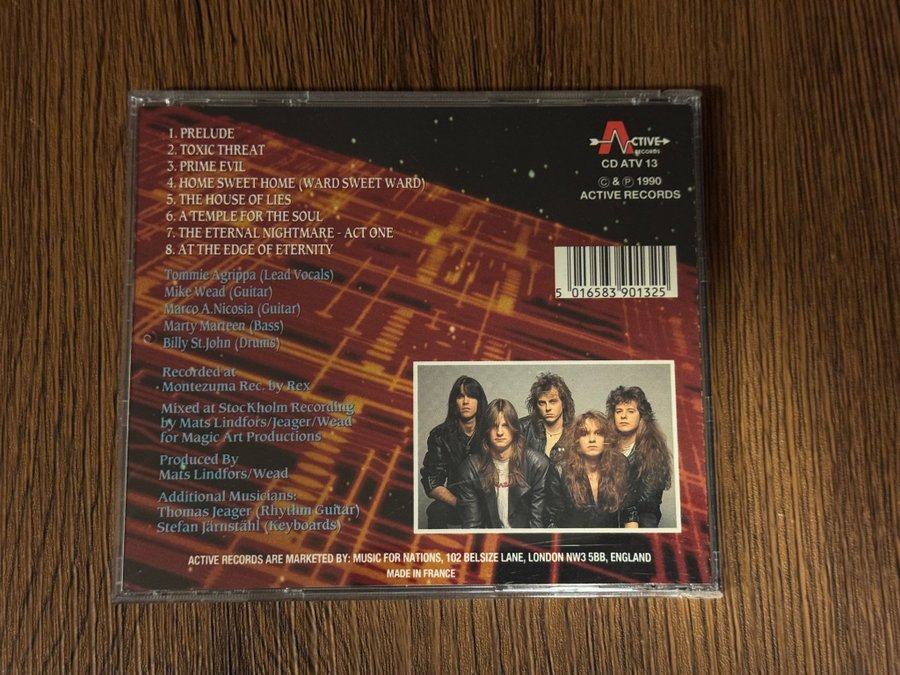 1. PRELUDE
2. TOXIC THREAT
3. PRIME EVIL
4. HOME SWEET HOME (WARD SWEET WARD)
5. THE HOUSE OF LIES
6. A TEMPLE FOR THE SOUL
7. THE ETERNAL NIGHTMARE - ACT ONE
8. AT THE EDGE OF ETERNITY
Tommie Agrippa (Lead Vocals)
Mike Wead (Guitar)
Marco A.Nicosia (Guitar)
Marty Marteen (Bass)
Billy St.John (Drums)
Recorded at
Montezuma Rec. by Rex
Mixed at StocKholm Recording
by Mats Lindfors/Jeager/Wead
for Magic Art Productions
Produced By
Mats Lindfors/Wead
Additional Musicians:
Thomas Jeager (Rhythm Guitar)
Stefan Järnståhl (Keyboards)
ACTIVE
RECORDS
CD ATV 13
© & ℗ 1990
ACTIVE RECORDS
5 016583 901325
ACTIVE RECORDS ARE MARKETED BY: MUSIC FOR NATIONS, 102 BELSIZE LANE, LONDON NW3 5BB, ENGLAND
MADE IN FRANCE